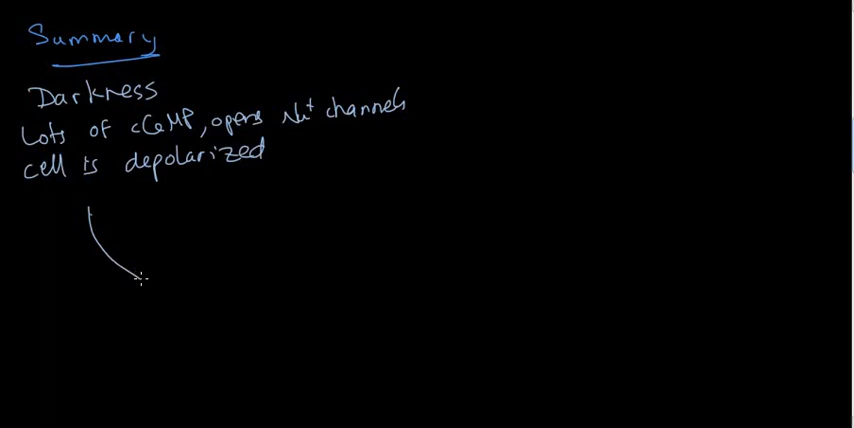 Summary
Darkness
Lots of cGMP, opens Na+ channels
cell is depolarized